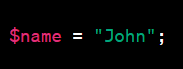 $name = "John";